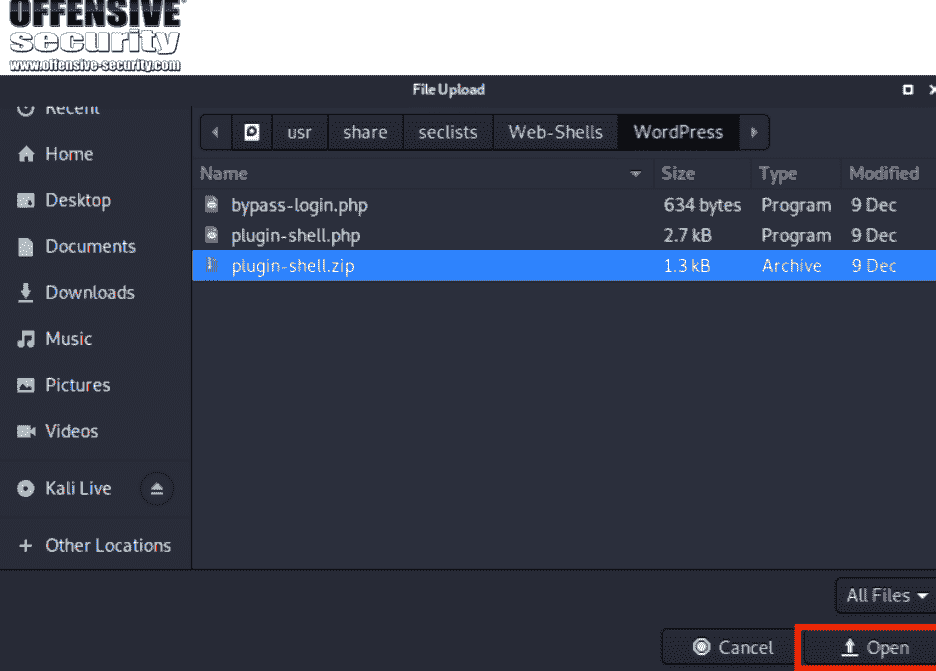 OFFENSIVE®
security
www.offensive-security.com
File Upload
Recent
Home
Desktop
Documents
Downloads
Music
Pictures
Videos
Kali Live
Other Locations
usr share seclists Web-Shells WordPress
Name Size Type Modified
bypass-login.php 634 bytes Program 9 Dec
plugin-shell.php 2.7 kB Program 9 Dec
plugin-shell.zip 1.3 kB Archive 9 Dec
All Files
Cancel Open